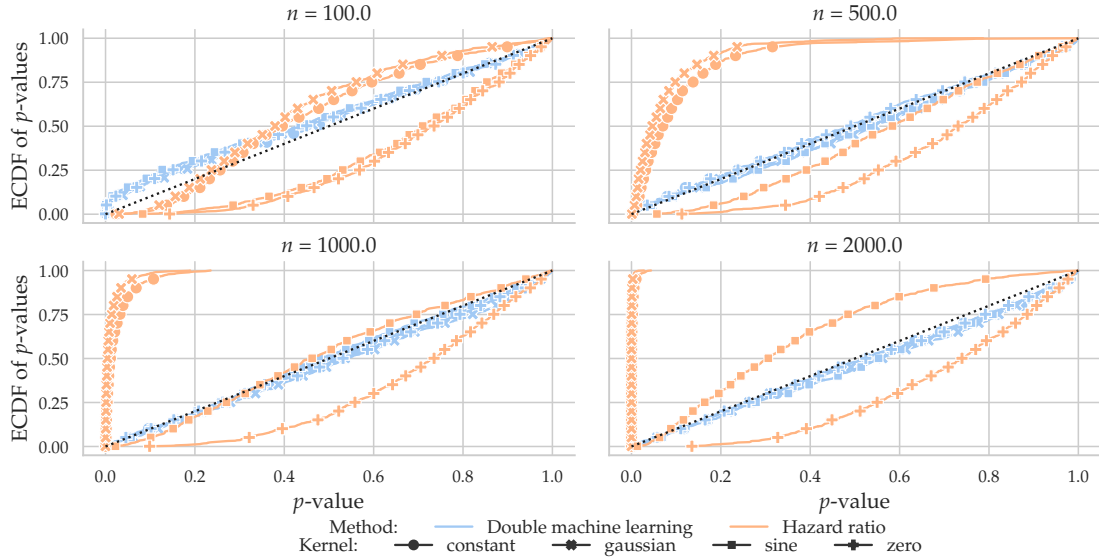 n = 100.0
n = 500.0
ECDF of p-values
1.00
0.75
0.50
0.25
0.00
n = 1000.0
n = 2000.0
ECDF of p-values
1.00
0.75
0.50
0.25
0.00
0.0 0.2 0.4 0.6 0.8 1.0
0.0 0.2 0.4 0.6 0.8 1.0
p-value
p-value
Method: Double machine learning Hazard ratio
Kernel: constant gaussian sine zero